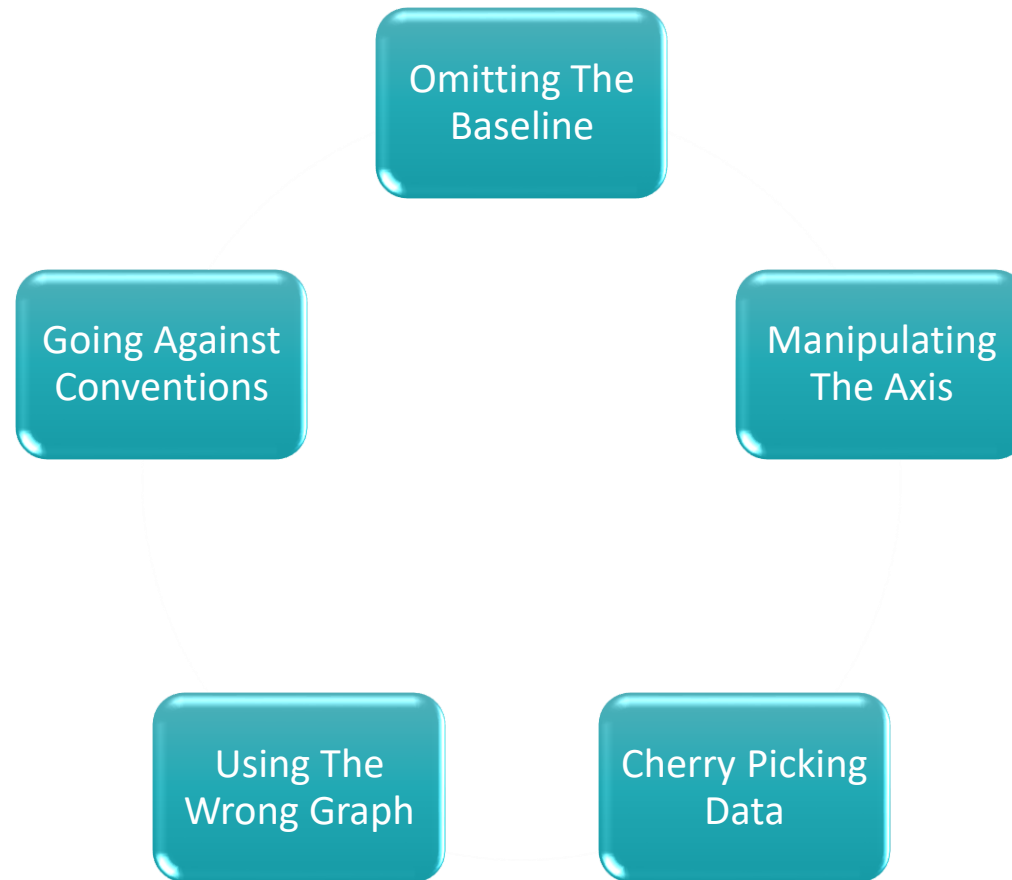 Omitting The
Baseline
Manipulating
The Axis
Cherry Picking
Data
Using The
Wrong Graph
Going Against
Conventions